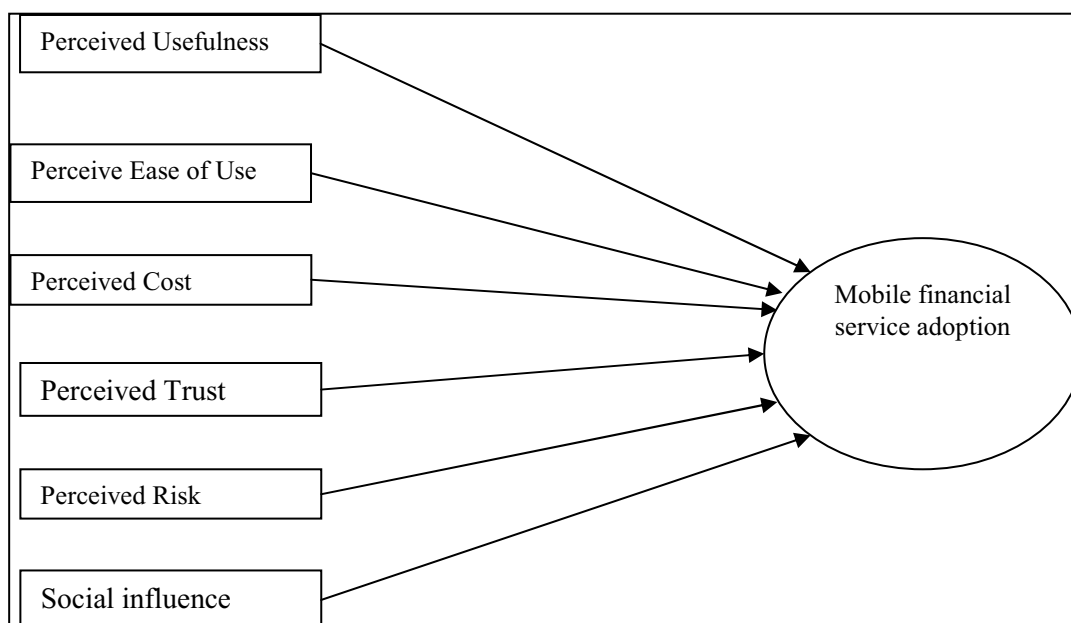 Perceived Usefulness
Perceive Ease of Use
Perceived Cost
Perceived Trust
Perceived Risk
Social influence
Mobile financial
service adoption